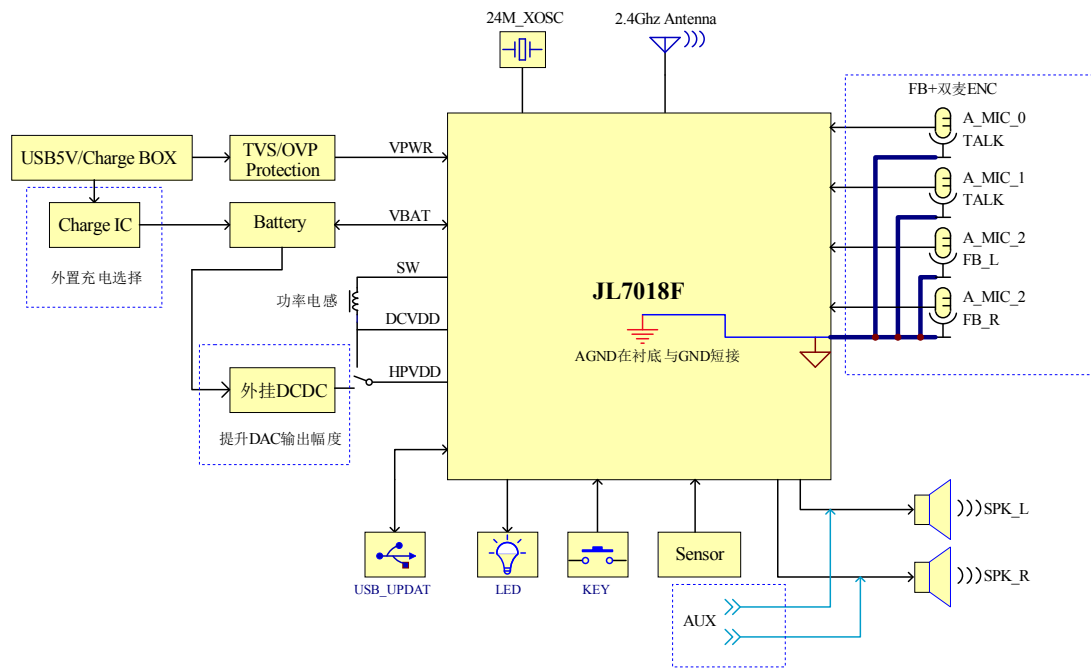 24M_XOSC
2.4Ghz Antenna
FB+双麦ENC
A_MIC_0
TALK
USB5V/Charge BOX
TVS/OVP
Protection
VPWR
A_MIC_1
TALK
Charge IC
Battery
VBAT
外置充电选择
A_MIC_2
FB_L
SW
功率电感
JL7018F
A_MIC_2
FB_R
DCVDD
AGND在衬底与GND短接
HPVDD
外挂DCDC
提升DAC输出幅度
SPK_L
Sensor
SPK_R
USB_UPDAT
LED
KEY
AUX